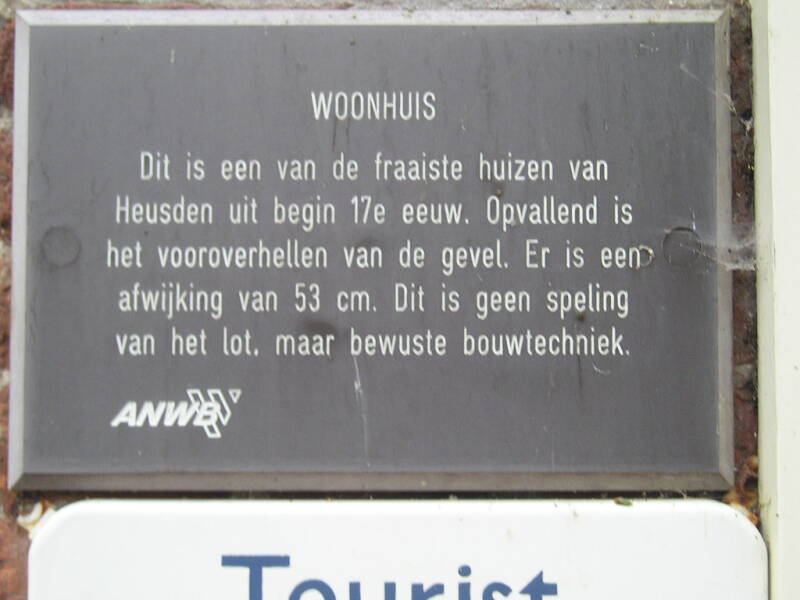 WOONHUIS
Dit is een van de fraaiste huizen van
Heusden uit begin 17e eeuw. Opvallend is
het vooroverhellen van de gevel. Er is een
afwijking van 53 cm. Dit is geen speling
van het lot, maar bewuste bouwtechniek.
ANWB
Tourist